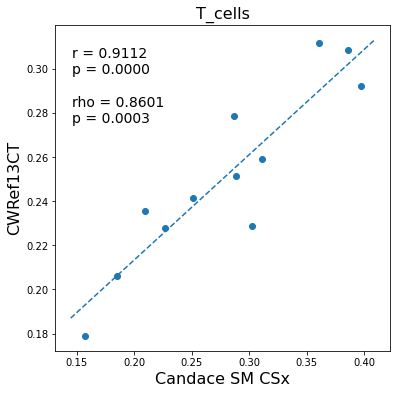 T_cells
r = 0.9112
p = 0.0000
rho = 0.8601
p = 0.0003
CWRef13CT
0.30
0.28
0.26
0.24
0.22
0.20
0.18
0.15
0.20
0.25
0.30
0.35
0.40
Candace SM CSx